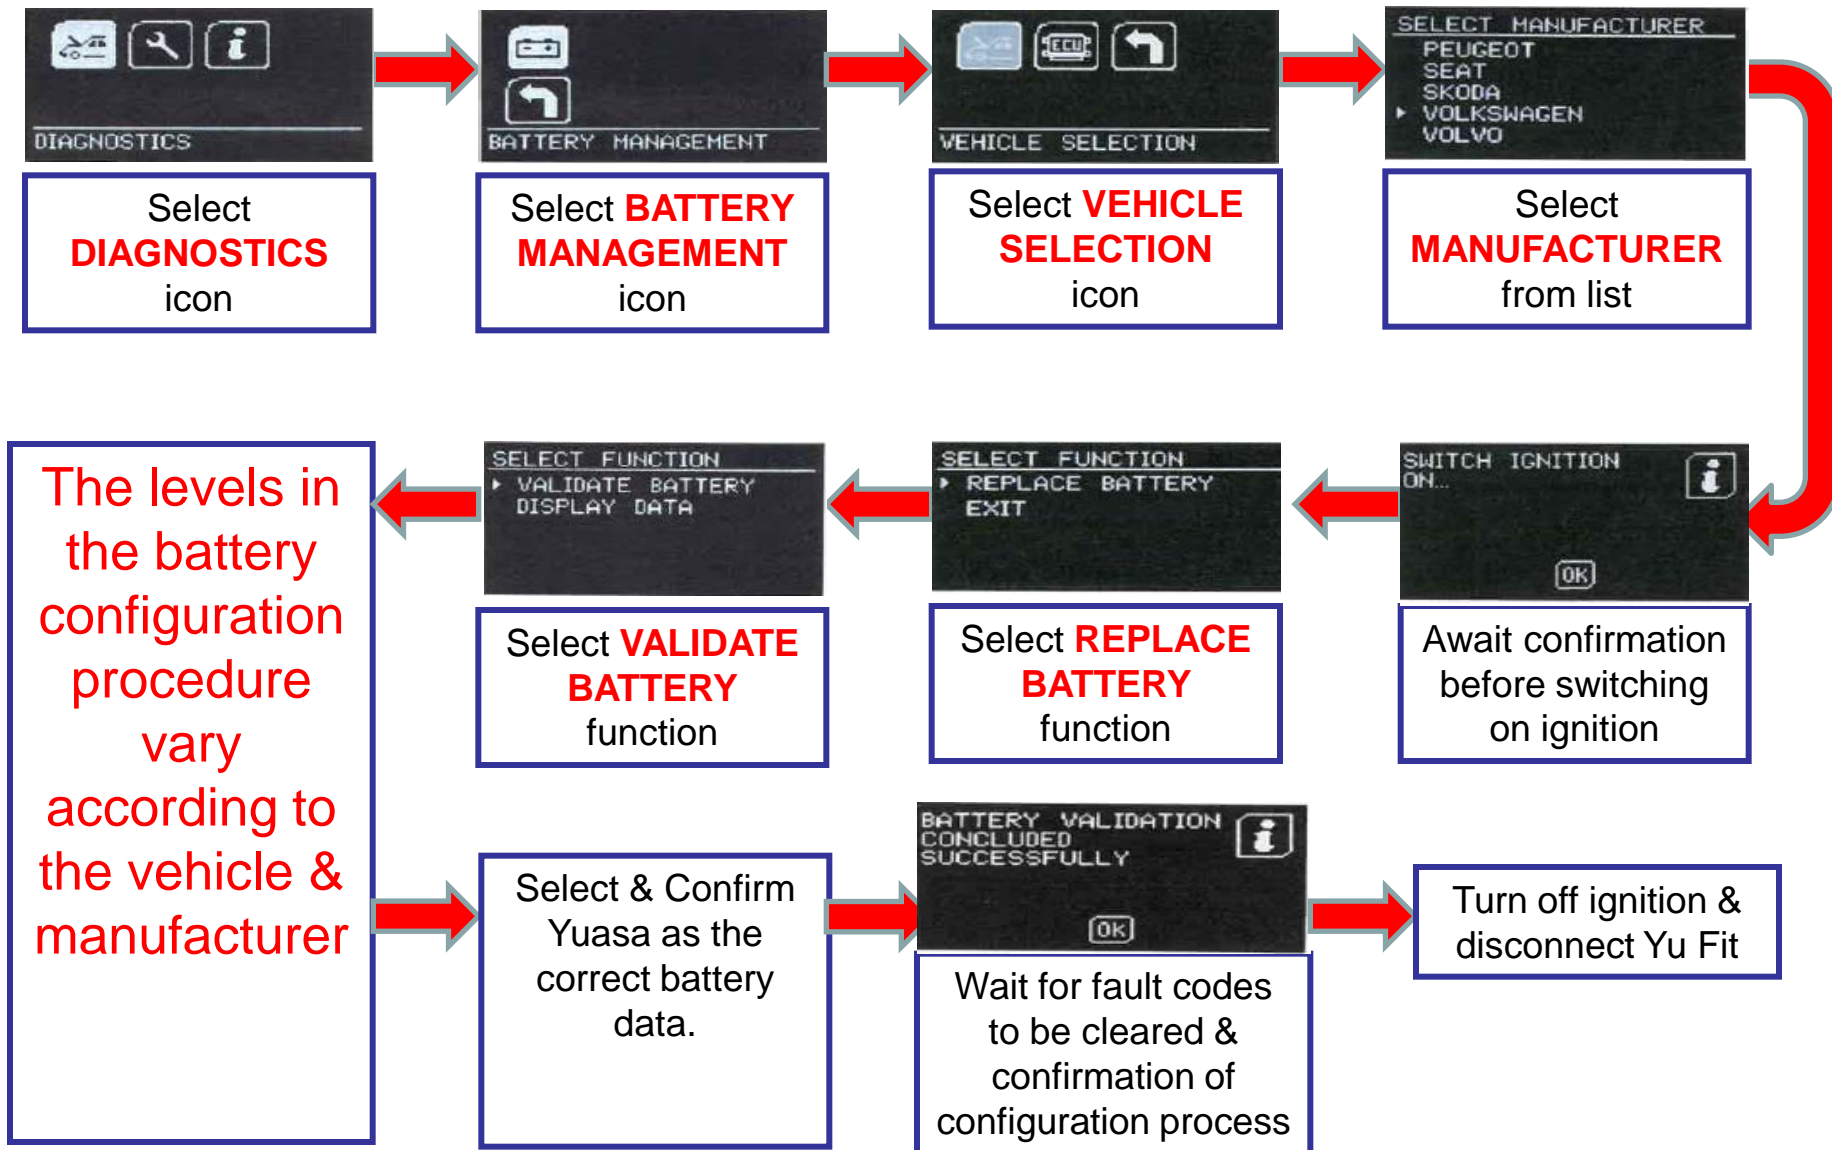 DIAGNOSTICS
Select
DIAGNOSTICS
icon
BATTERY MANAGEMENT
Select BATTERY
MANAGEMENT
icon
ECU
VEHICLE SELECTION
Select VEHICLE
SELECTION
icon
SELECT MANUFACTURER
PEUGEOT
SEAT
SKODA
VOLKSWAGEN
VOLVO
Select
MANUFACTURER
from list
SWITCH IGNITION
ON...
i
OK
Await confirmation
before switching
on ignition
SELECT FUNCTION
REPLACE BATTERY
EXIT
Select REPLACE
BATTERY
function
SELECT FUNCTION
VALIDATE BATTERY
DISPLAY DATA
Select VALIDATE
BATTERY
function
The levels in
the battery
configuration
procedure
vary
according to
the vehicle &
manufacturer
Select & Confirm
Yuasa as the
correct battery
data.
BATTERY VALIDATION
CONCLUDED
SUCCESSFULLY
i
OK
Wait for fault codes
to be cleared &
confirmation of
configuration process
Turn off ignition &
disconnect Yu Fit